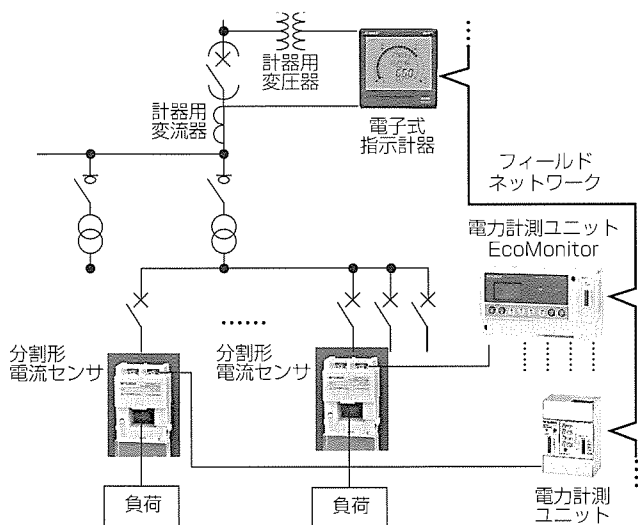 計器用
変圧器
計器用
変流器
電子式
指示計器
フィールド
ネットワーク
電力計測ユニット
EcoMonitor
分割形
電流センサ
分割形
電流センサ
負荷
負荷
電力計測
ユニット